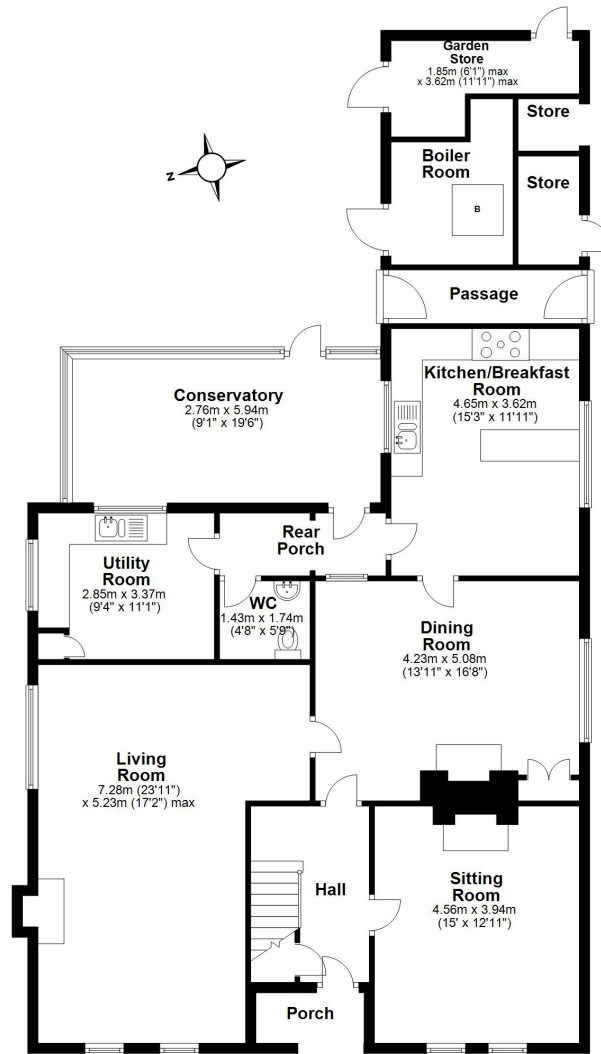 Garden
Store
1.85m (6'1") max
x 3.62m (11'11") max
Store
Boiler
Room
Store
B
N
Passage
Kitchen/Breakfast
Room
4.65m x 3.62m
(15'3" x 11'11")
Conservatory
2.76m x 5.94m
(9'1" x 19'6")
Rear
Porch
Utility
Room
2.85m x 3.37m
(9'4" x 11'1")
WC
1.43m x 1.74m
(4'8" x 5'9")
Dining
Room
4.23m x 5.08m
(13'11" x 16'8")
Living
Room
7.28m (23'11")
x 5.23m (17'2") max
Hall
Sitting
Room
4.56m x 3.94m
(15' x 12'11")
Porch